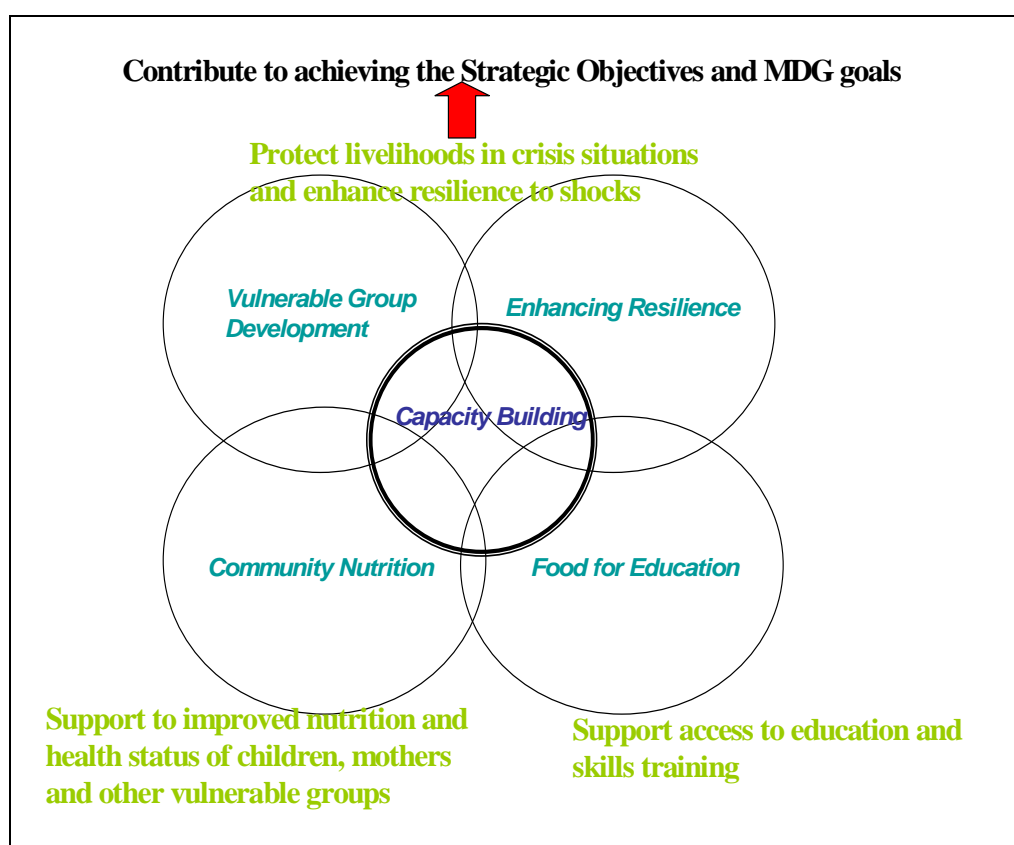 Contribute to achieving the Strategic Objectives and MDG goals
Protect livelihoods in crisis situations
and enhance resilience to shocks
Vulnerable Group
Development
Enhancing Resilience
Capacity Building
Community Nutrition
Food for Education
Support to improved nutrition and
health status of children, mothers
and other vulnerable groups
Support access to education and
skills training